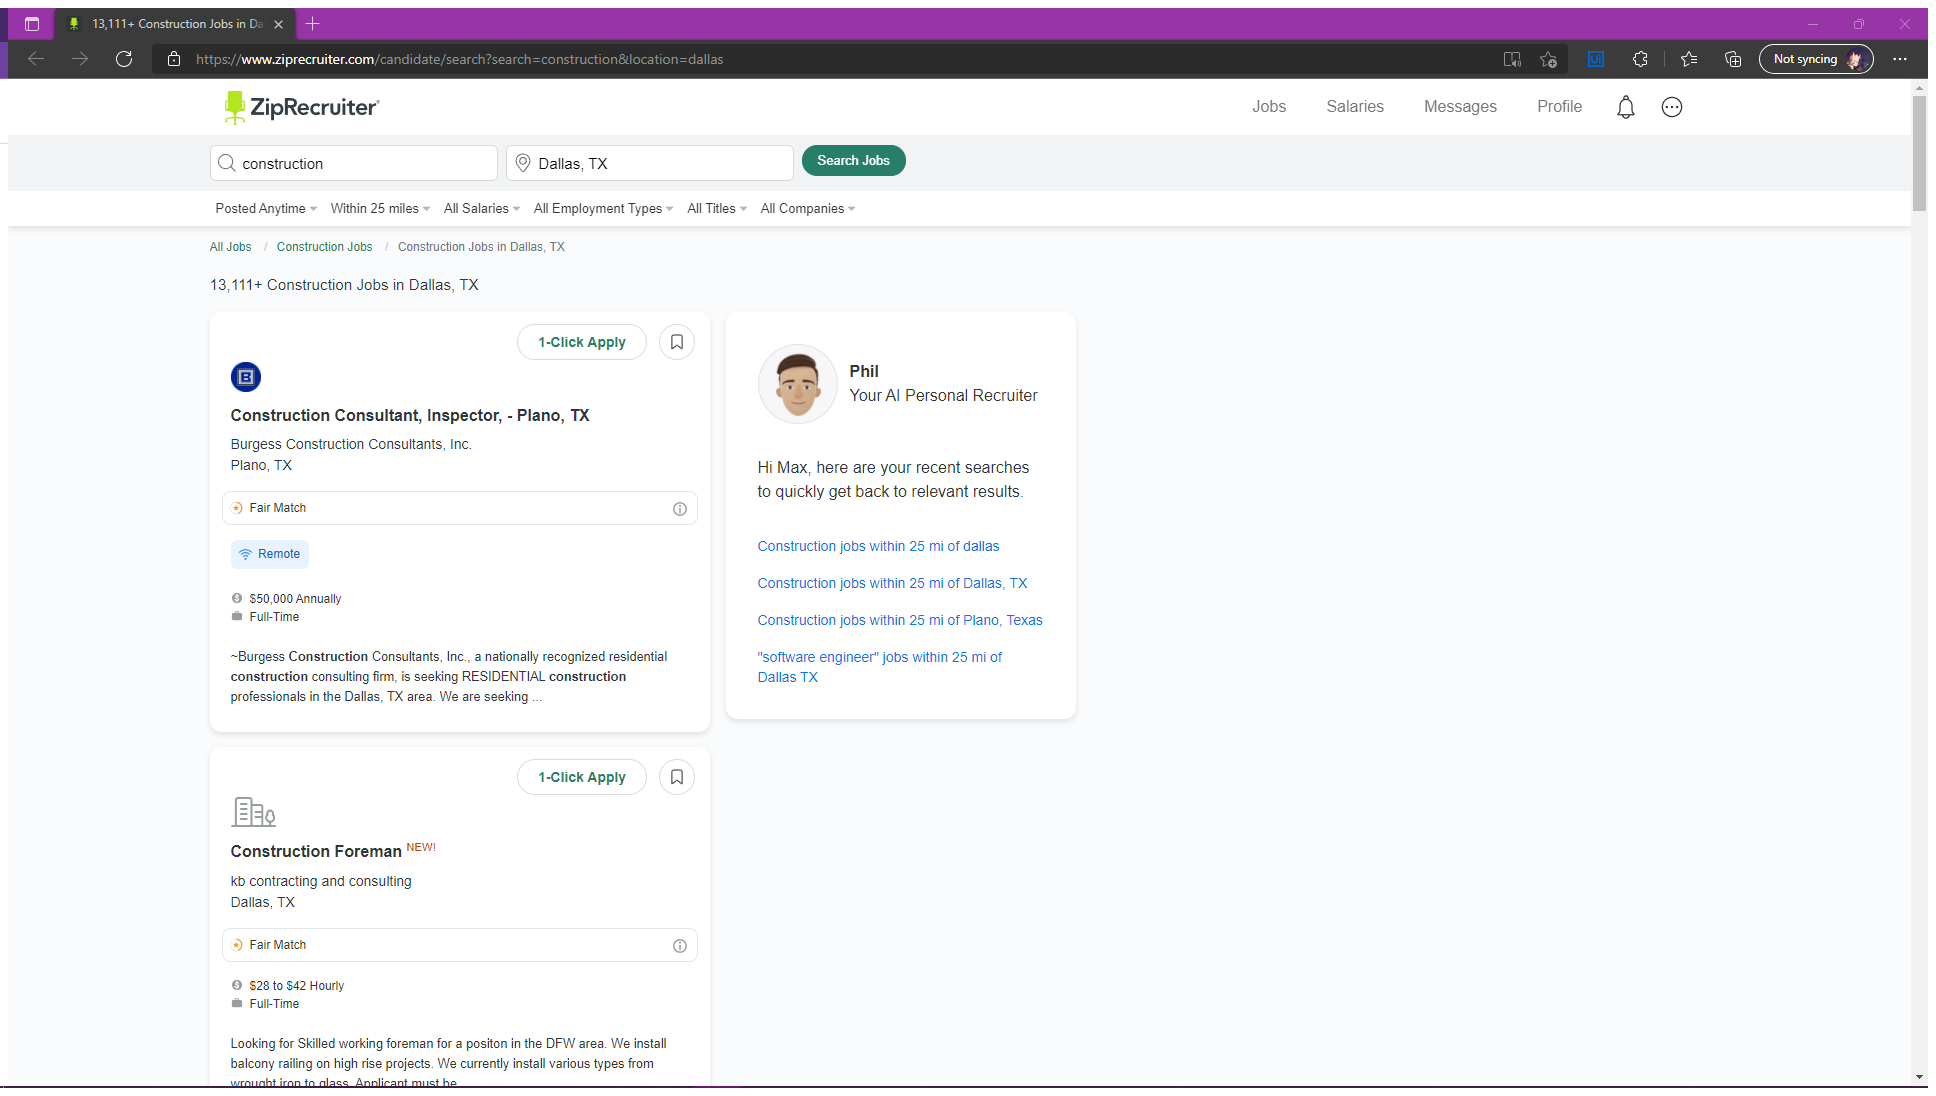 13,111+ Construction Jobs in Da
https://www.ziprecruiter.com/candidate/search?search=construction&location=dallas
Not syncing
ZipRecruiter
Jobs
Salaries
Messages
Profile
construction
Dallas, TX
Search Jobs
Posted Anytime
Within 25 miles
All Salaries
All Employment Types
All Titles
All Companies
All Jobs / Construction Jobs / Construction Jobs in Dallas, TX
13,111+ Construction Jobs in Dallas, TX
1-Click Apply
B
Construction Consultant, Inspector, - Plano, TX
Burgess Construction Consultants, Inc.
Plano, TX
Fair Match
Remote
$50,000 Annually
Full-Time
~Burgess Construction Consultants, Inc., a nationally recognized residential
construction consulting firm, is seeking RESIDENTIAL construction
professionals in the Dallas, TX area. We are seeking ...
Phil
Your AI Personal Recruiter
Hi Max, here are your recent searches
to quickly get back to relevant results.
Construction jobs within 25 mi of dallas
Construction jobs within 25 mi of Dallas, TX
Construction jobs within 25 mi of Plano, Texas
"software engineer" jobs within 25 mi of
Dallas TX
1-Click Apply
Construction Foreman NEW!
kb contracting and consulting
Dallas, TX
Fair Match
$28 to $42 Hourly
Full-Time
Looking for Skilled working foreman for a positon in the DFW area. We install
balcony railing on high rise projects. We currently install various types from
wrought iron to glass. Applicant must be